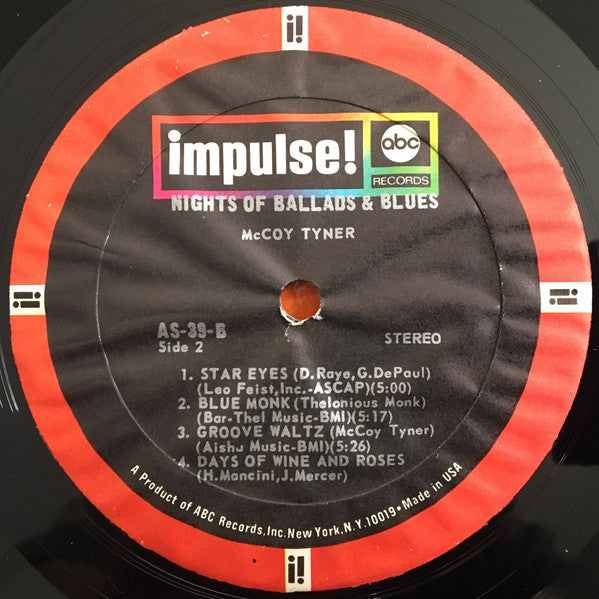 i!
impulse! abc
RECORDS
NIGHTS OF BALLADS & BLUES
McCOY TYNER
AS-39-B
Side 2
STEREO
1. STAR EYES (D.Raye,G.DePaul)
(Leo Feist,Inc.-ASCAP)(5:00)
2. BLUE MONK (Thelonious Monk)
(Bar-Thel Music-BMI)(5:17)
3. GROOVE WALTZ (McCoy Tyner)
(Aisha Music-BMI)(5:26)
4. DAYS OF WINE AND ROSES
(H.Mancini,J.Mercer)
A Product of ABC Records,Inc.New York,N.Y.10019•Made in USA
i!
i!
i!